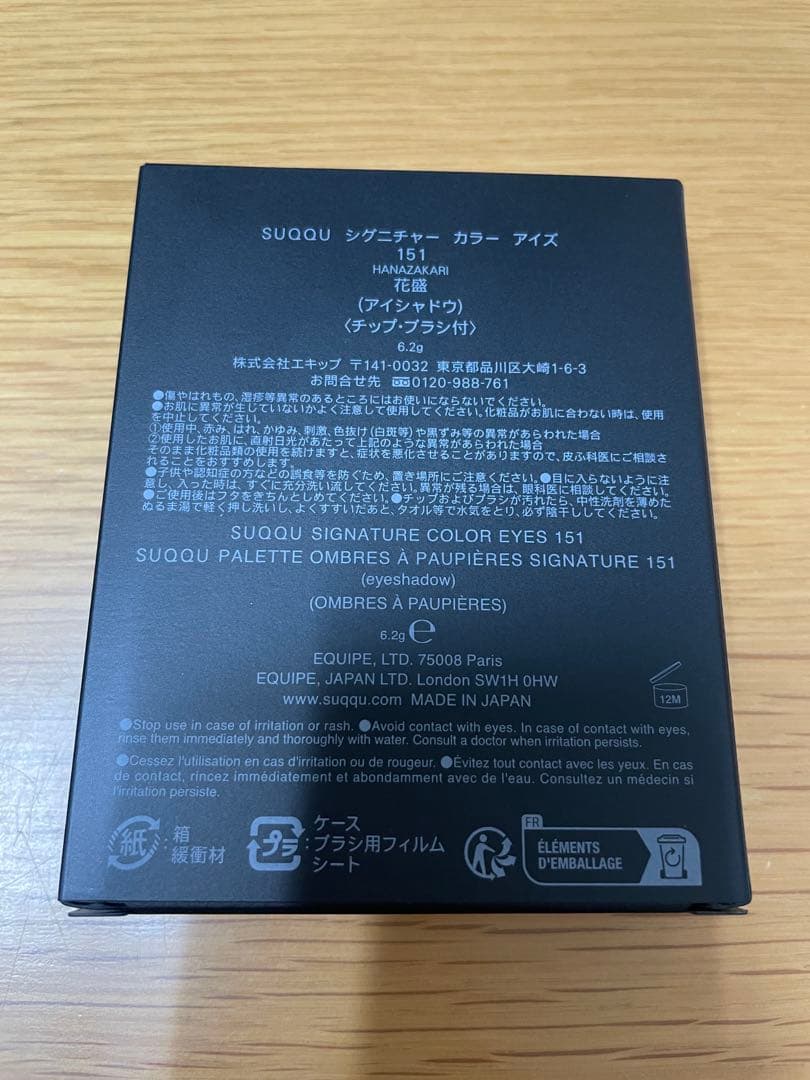 SUQQU シグニチャー カラー アイズ
151
HANAZAKARI
花盛
(アイシャドウ)
〈チップ・ブラシ付〉
6.2g
株式会社エキップ 〒141-0032 東京都品川区大崎1-6-3
お問合せ先 0120-988-761
●傷やはれもの、湿疹等異常のあるところにはお使いにならないでください。
●お肌に異常が生じていないかよく注意して使用してください。化粧品がお肌に合わない時は、使用
を中止してください。
①使用中、赤み、はれ、かゆみ、刺激、色抜け(白斑等)や黒ずみ等の異常があらわれた場合
②使用したお肌に、直射日光があたって上記のような異常があらわれた場合
そのまま化粧品類の使用を続けますと、症状を悪化させることがありますので、皮ふ科医にご相談さ
れることをおすすめします。
●子供や認知症の方などの誤食等を防ぐため、置き場所にご注意ください。●目に入らないように注
意し、入った時は、すぐに充分洗い流してください。異常が残る場合は、眼科医に相談してください。
●ご使用後はフタをきちんとしめてください。●チップおよびブラシが汚れたら、中性洗剤を薄めた
ぬるま湯で軽く押し洗いし、よくすすいだあと、タオル等で水気をとり、必ず陰干ししてください。
SUQQU SIGNATURE COLOR EYES 151
SUQQU PALETTE OMBRES À PAUPIÈRES SIGNATURE 151
(eyeshadow)
(OMBRES À PAUPIÈRES)
6.2g ℮
EQUIPE, LTD. 75008 Paris
EQUIPE, JAPAN LTD. London SW1H 0HW
www.suqqu.com MADE IN JAPAN
12M
●Stop use in case of irritation or rash. ●Avoid contact with eyes. In case of contact with eyes,
rinse them immediately and thoroughly with water. Consult a doctor when irritation persists.
●Cessez l'utilisation en cas d'irritation ou de rougeur. ●Évitez tout contact avec les yeux. En cas
de contact, rincez immédiatement et abondamment avec de l'eau. Consultez un médecin si
l'irritation persiste.
紙 : 箱
緩衝材
プラ : ケース
ブラシ用フィルム
シート
FR
ÉLÉMENTS
D'EMBALLAGE